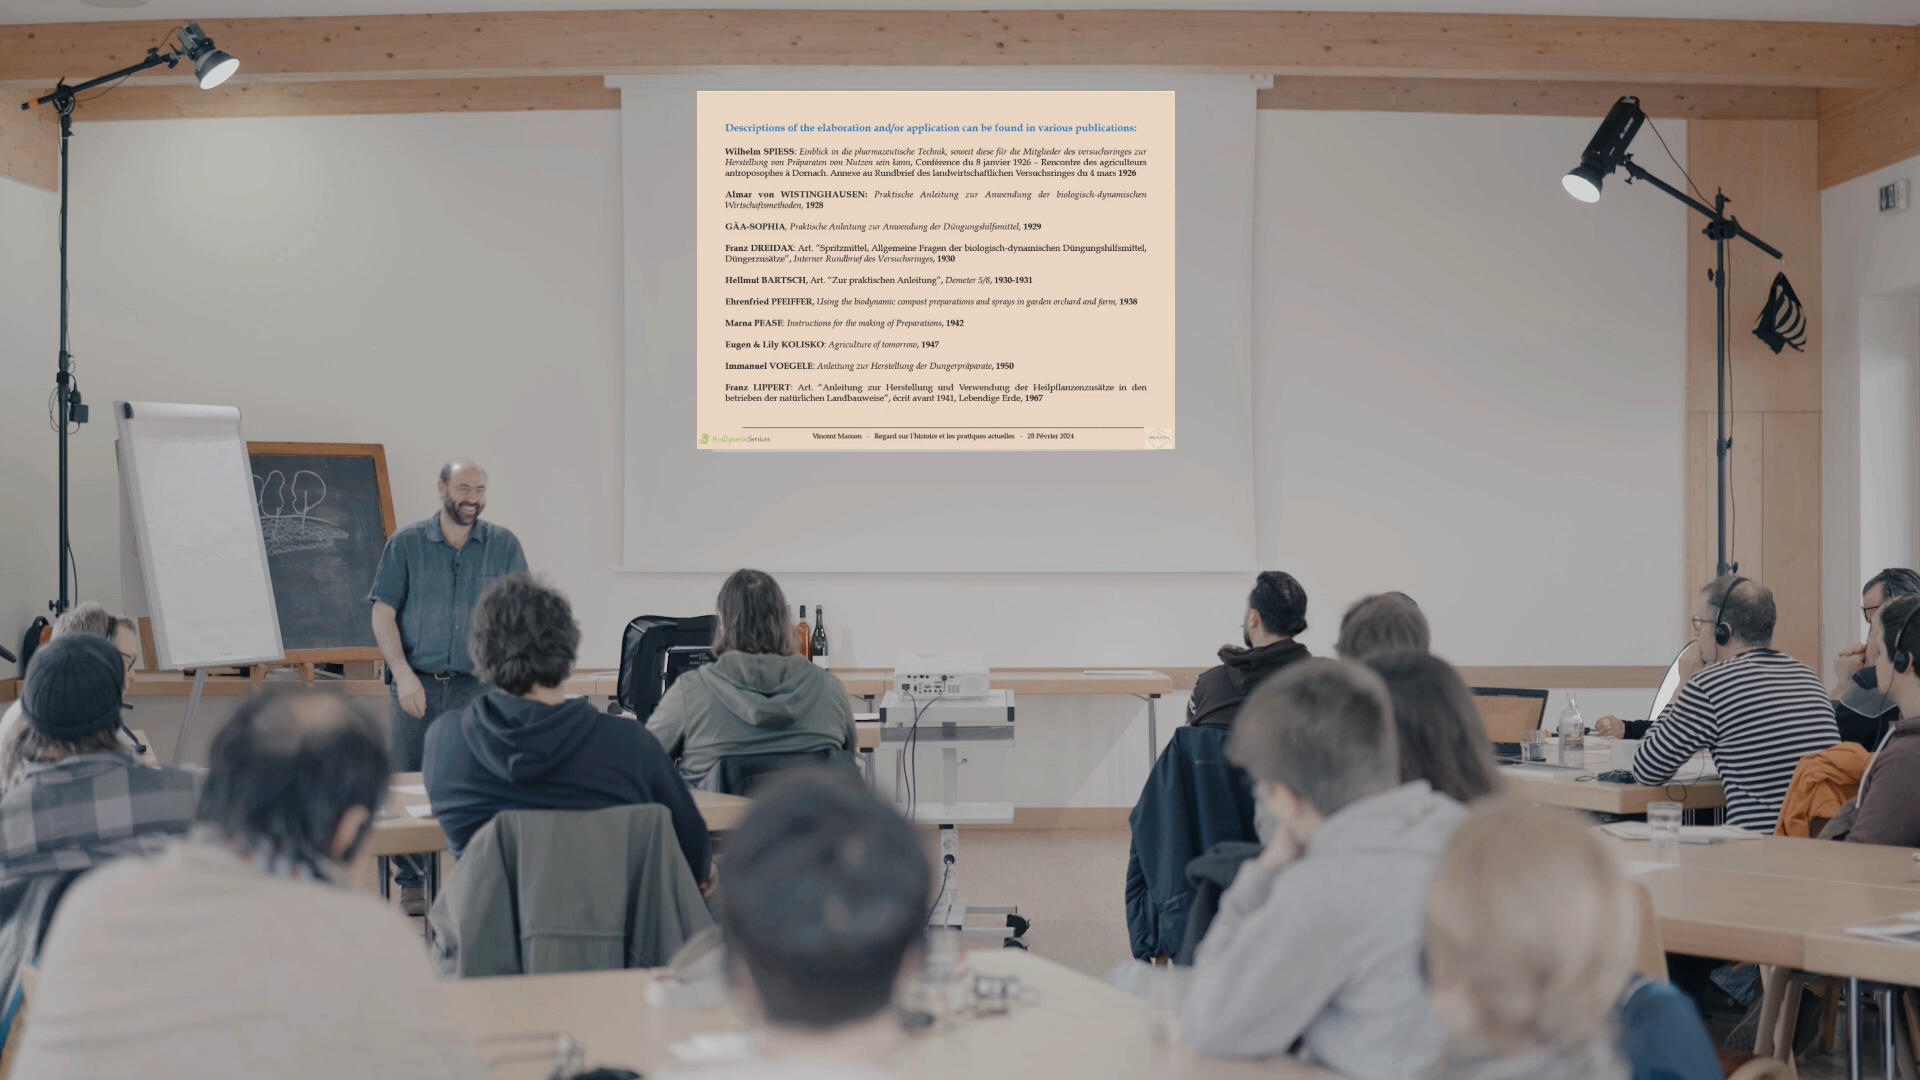 Descriptions of the elaboration and/or application can be found in various publications:
Wilhelm SPIESS: Einblick in die pharmazeutische Technik, soweit diese für die Mitglieder des versuchsringes zur
Herstellung von Präparaten von Nutzen sein kann, Conférence du 8 janvier 1926 – Rencontre des agriculteurs
antroposophes à Dornach. Annexe au Rundbrief des landwirtschaftlichen Versuchsringes du 4 mars 1926
Almar von WISTINGHAUSEN: Praktische Anleitung zur Anwendung der biologisch-dynamischen
Wirtschaftsmethoden, 1928
GÄA-SOPHIA, Praktische Anleitung zur Anwendung der Düngungshilfsmittel, 1929
Franz DREIDAX: Art. “Spritzmittel, Allgemeine Fragen der biologisch-dynamischen Düngungshilfsmittel,
Düngerzusätze”, Interner Rundbrief des Versuchsringes, 1930
Hellmut BARTSCH, Art. “Zur praktischen Anleitung”, Demeter 5/8, 1930-1931
Ehrenfried PFEIFFER, Using the biodynamic compost preparations and sprays in garden orchard and farm, 1938
Marna PEASE: Instructions for the making of Preparations, 1942
Eugen & Lily KOLISKO: Agriculture of tomorrow, 1947
Immanuel VOEGELE: Anleitung zur Herstellung der Dungerpräparate, 1950
Franz LIPPERT: Art. “Anleitung zur Herstellung und Verwendung der Heilpflanzenzusätze in den
betrieben der natürlichen Landbauweise”, écrit avant 1941, Lebendige Erde, 1967
BioDynamieServices Vincent Masson - Regard sur l'histoire et les pratiques actuelles - 28 Février 2024